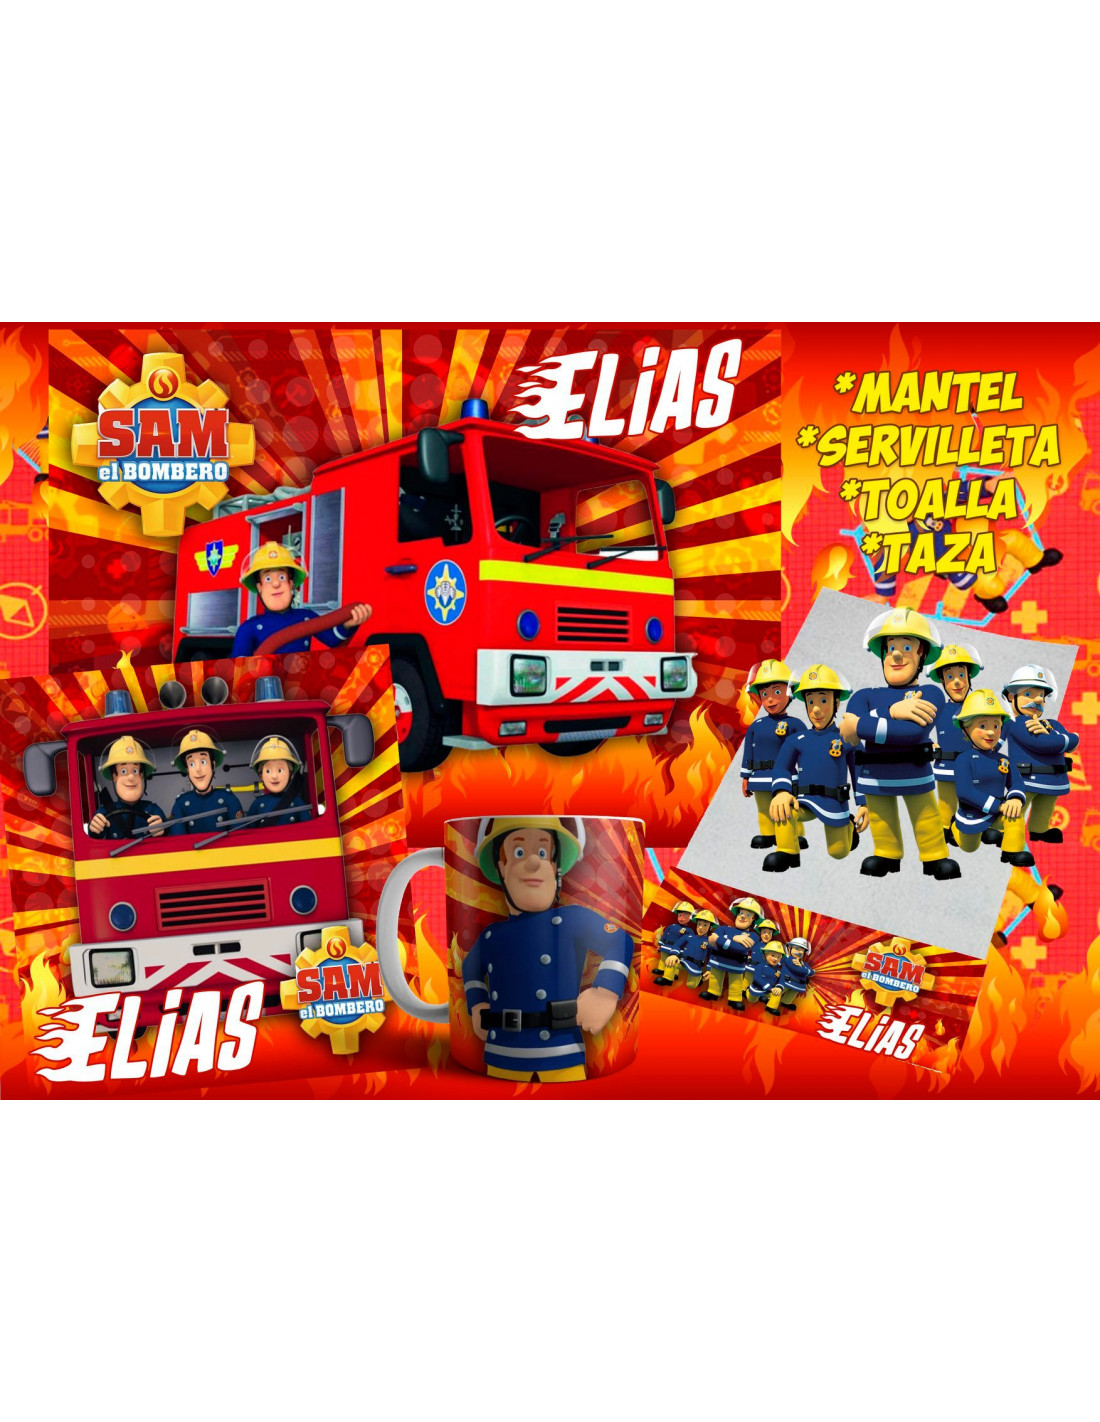 SAM
el BOMBERO
ELiAS
*MANTEL
*SERVILLETA
*TOALLA
*TAZA
ELiAS
SAM
el BOMBERO
SAM
el BOMBERO
ELiAS